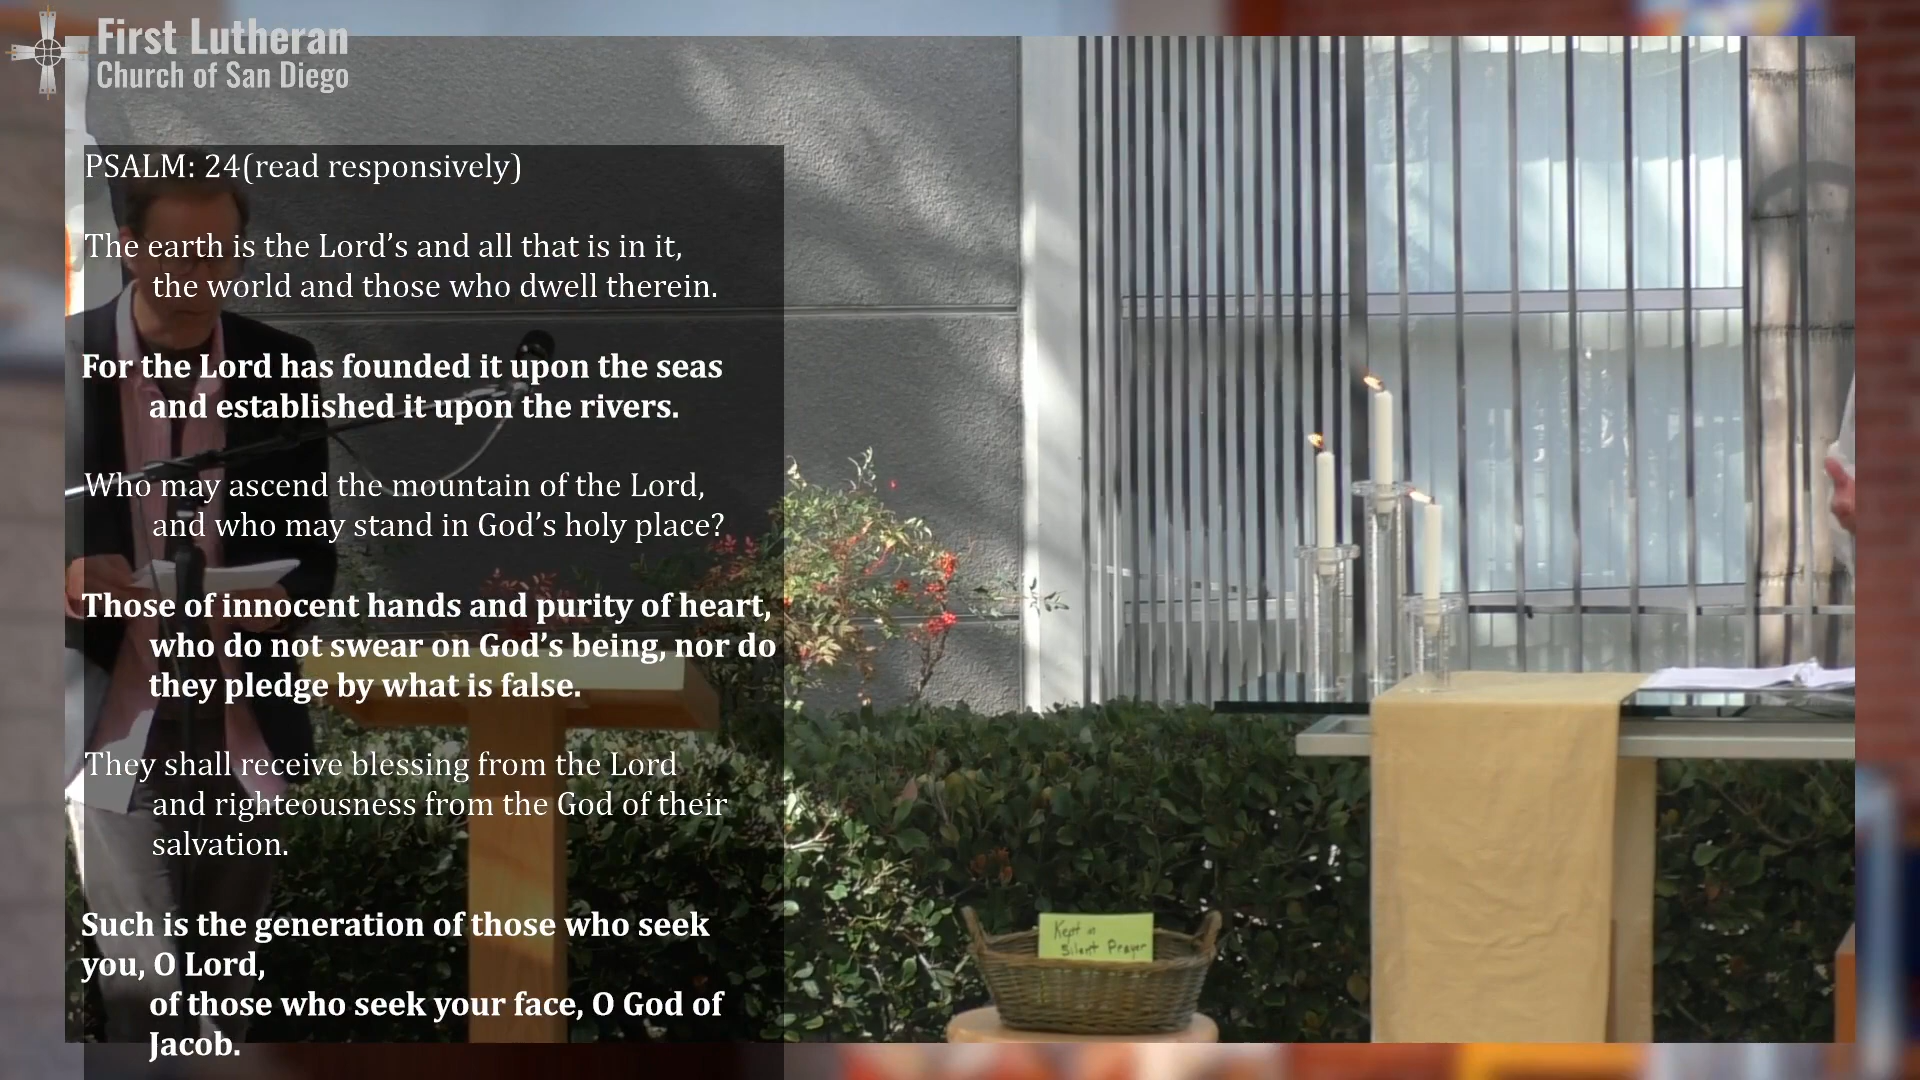 First Lutheran
Church of San Diego
PSALM: 24(read responsively)
The earth is the Lord’s and all that is in it,
the world and those who dwell therein.
For the Lord has founded it upon the seas
and established it upon the rivers.
Who may ascend the mountain of the Lord,
and who may stand in God’s holy place?
Those of innocent hands and purity of heart,
who do not swear on God’s being, nor do
they pledge by what is false.
They shall receive blessing from the Lord
and righteousness from the God of their
salvation.
Such is the generation of those who seek
you, O Lord,
of those who seek your face, O God of
Jacob.
Kept in
Silent Prayer